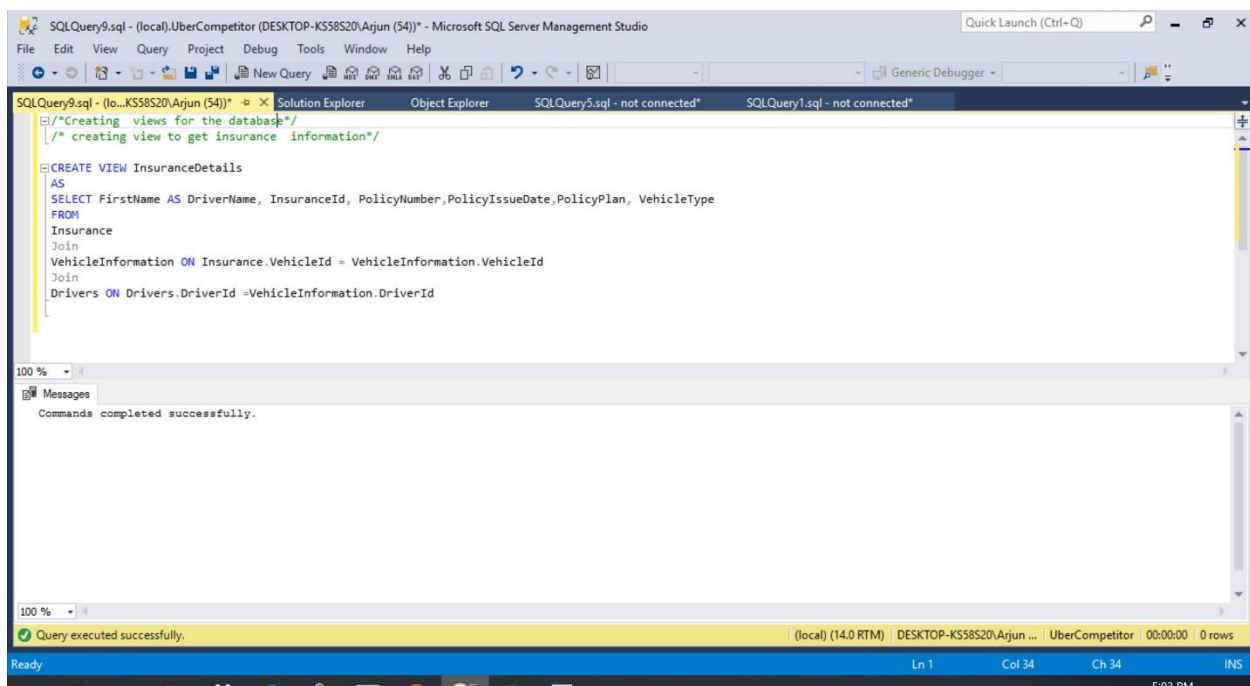 SQLQuery9.sql - (local).UberCompetitor (DESKTOP-KS58S20\Arjun (54))* - Microsoft SQL Server Management Studio
Quick Launch (Ctrl+Q)
File Edit View Query Project Debug Tools Window Help
New Query
Generic Debugger
SQLQuery9.sql - (lo...KS58S20\Arjun (54))* Solution Explorer Object Explorer SQLQuery5.sql - not connected* SQLQuery1.sql - not connected*
/*Creating  views for the database*/
/* creating view to get insurance  information*/
CREATE VIEW InsuranceDetails
AS
SELECT FirstName AS DriverName, InsuranceId, PolicyNumber,PolicyIssueDate,PolicyPlan, VehicleType
FROM
Insurance
Join
VehicleInformation ON Insurance.VehicleId = VehicleInformation.VehicleId
Join
Drivers ON Drivers.DriverId =VehicleInformation.DriverId
100 %
Messages
Commands completed successfully.
100 %
Query executed successfully. (local) (14.0 RTM) DESKTOP-KS58S20\Arjun ... UberCompetitor 00:00:00 0 rows
Ready Ln 1 Col 34 Ch 34 INS
5:03 PM